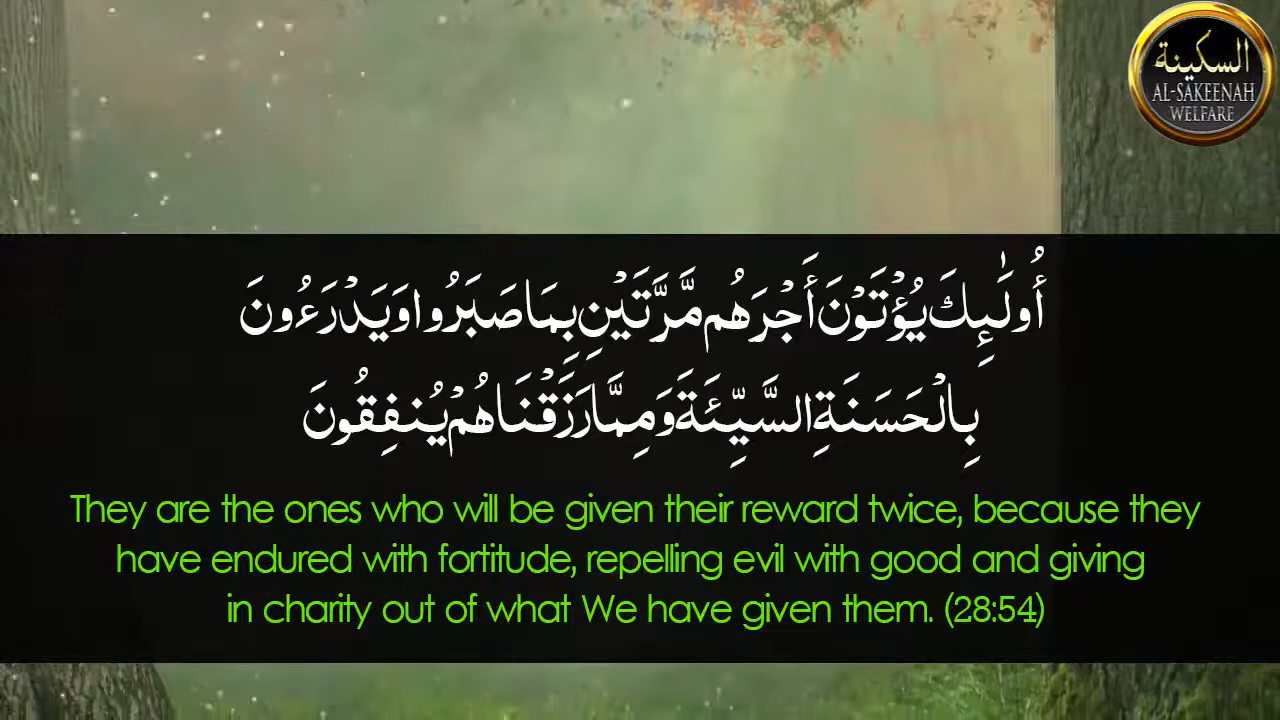 السكينة
AL-SAKEENAH
WELFARE
أُولَٰئِكَ يُؤْتَوْنَ أَجْرَهُم مَّرَّتَيْنِ بِمَا صَبَرُوا وَيَدْرَءُونَ
بِالْحَسَنَةِ السَّيِّئَةَ وَمِمَّا رَزَقْنَاهُمْ يُنفِقُونَ
They are the ones who will be given their reward twice, because they
have endured with fortitude, repelling evil with good and giving
in charity out of what We have given them. (28:54)